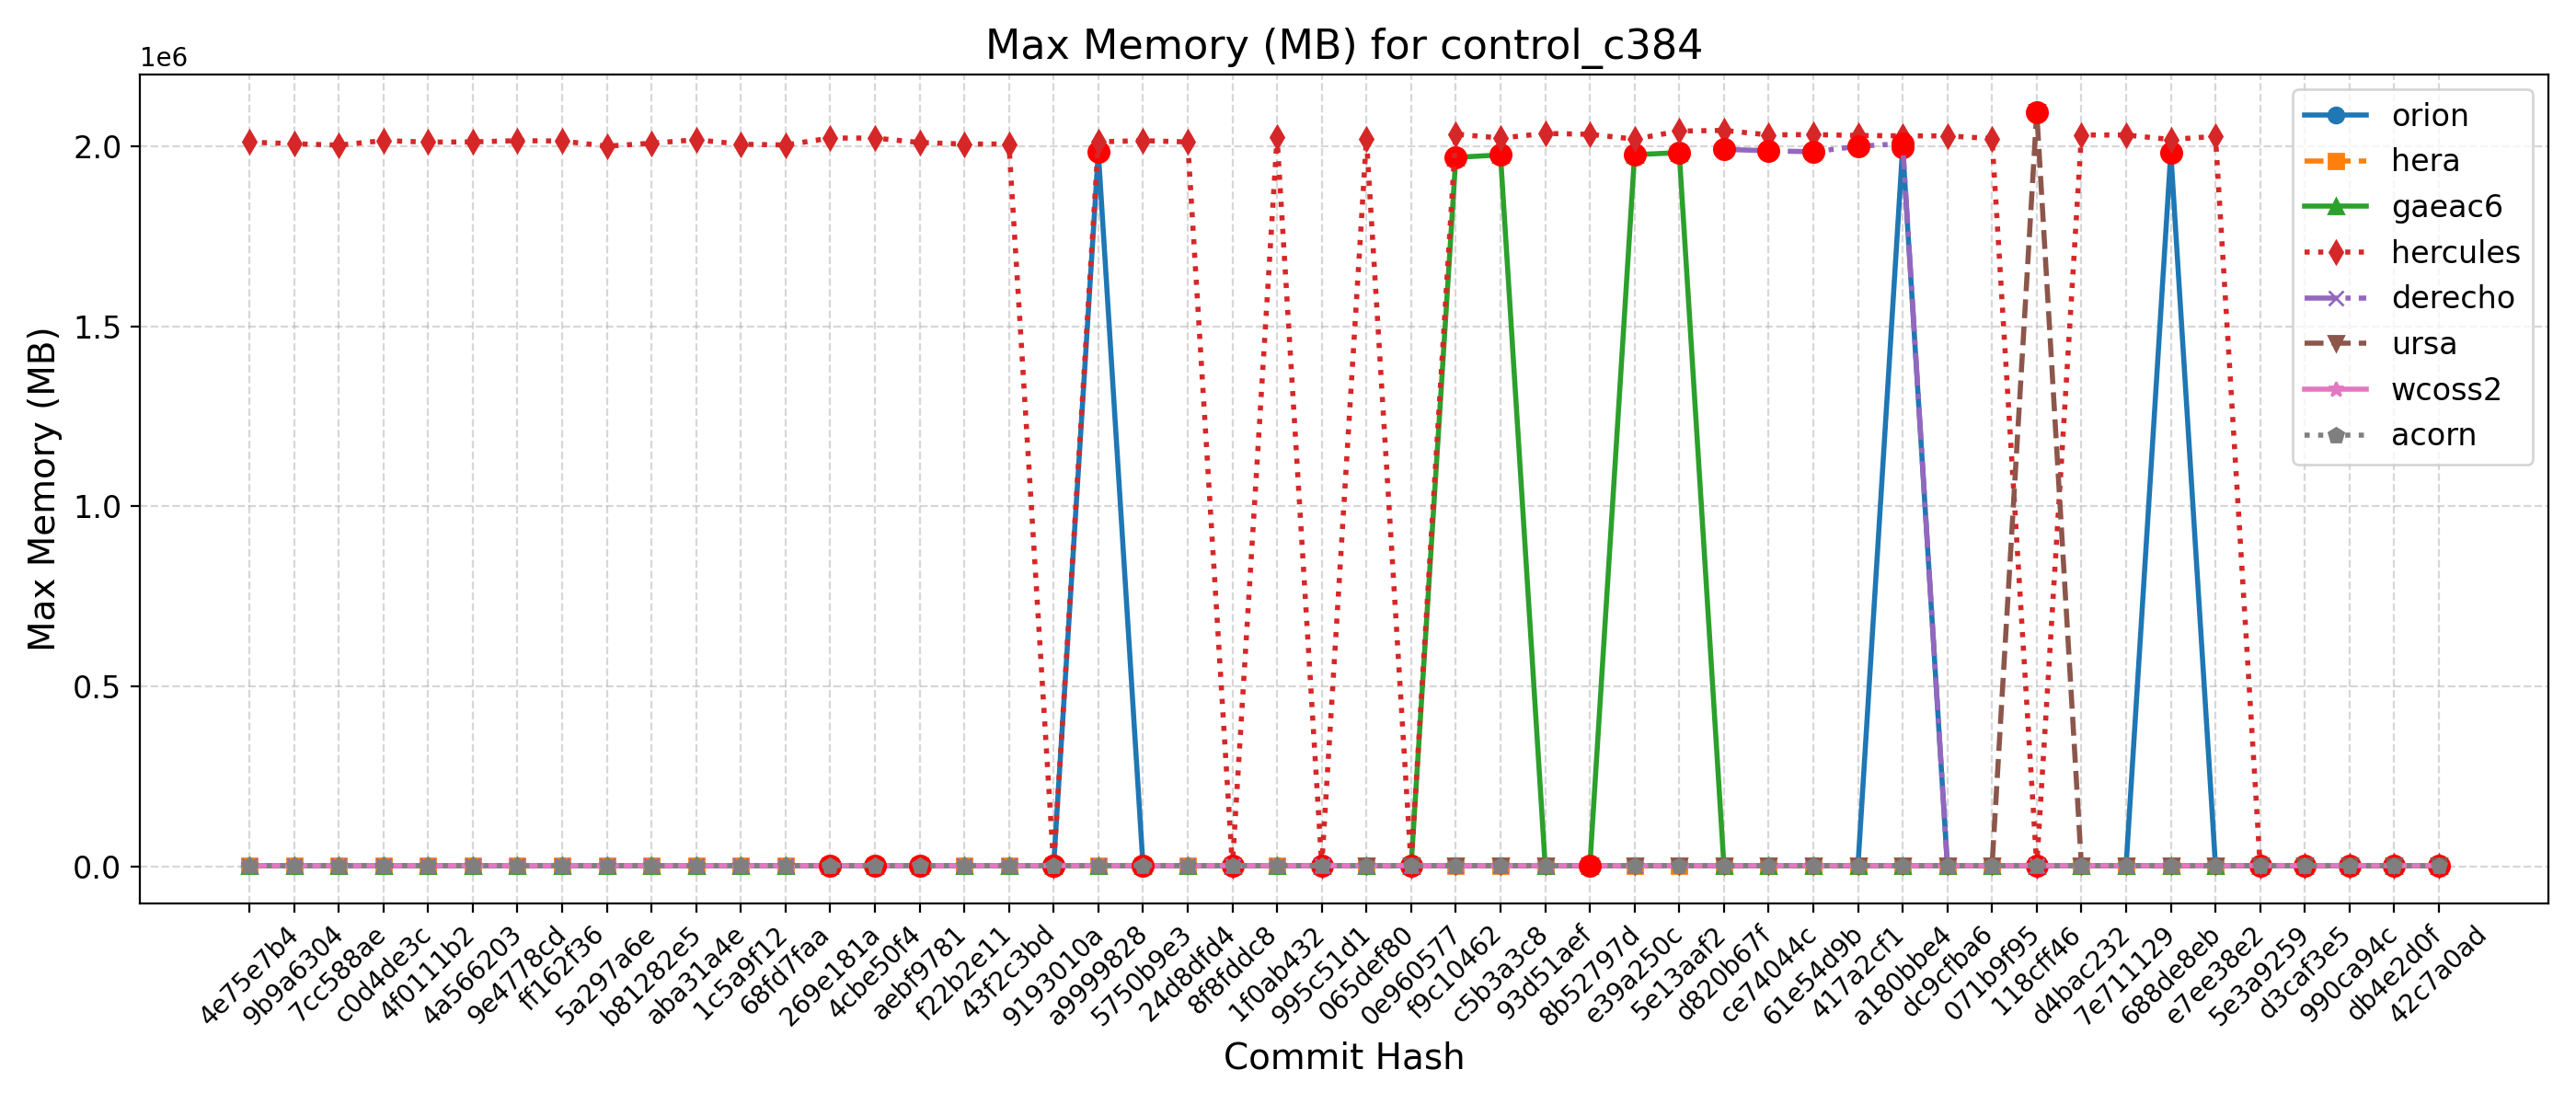 Max Memory (MB) for control_c384
1e6
Max Memory (MB)
2.0
1.5
1.0
0.5
0.0
orion
hera
gaeac6
hercules
derecho
ursa
wcoss2
acorn
4e75e7b4
9b9a6304
7cc588ae
c0d4de3c
4f0111b2
4a566203
9e4778cd
ff162f36
5a297a6e
b81282e5
aba31a4e
1c5a9f12
68fd7faa
269e181a
4cbe50f4
aebf9781
f22b2e11
43f2c3bd
9193010a
a9999828
5750b9e3
24d8dfd4
8f8fddc8
1f0ab432
995c51d1
065def80
0e960577
f9c10462
c5b3a3c8
93d51aef
8b52797d
e39a250c
5e13aaf2
d820b67f
ce74044c
61e54d9b
417a2cf1
a180bbe4
dc9cfba6
071b9f95
118cff46
d4bac232
7e711129
688de8eb
e7ee38e2
5e3a9259
d3caf3e5
990ca94c
db4e2d0f
42c7a0ad
Commit Hash